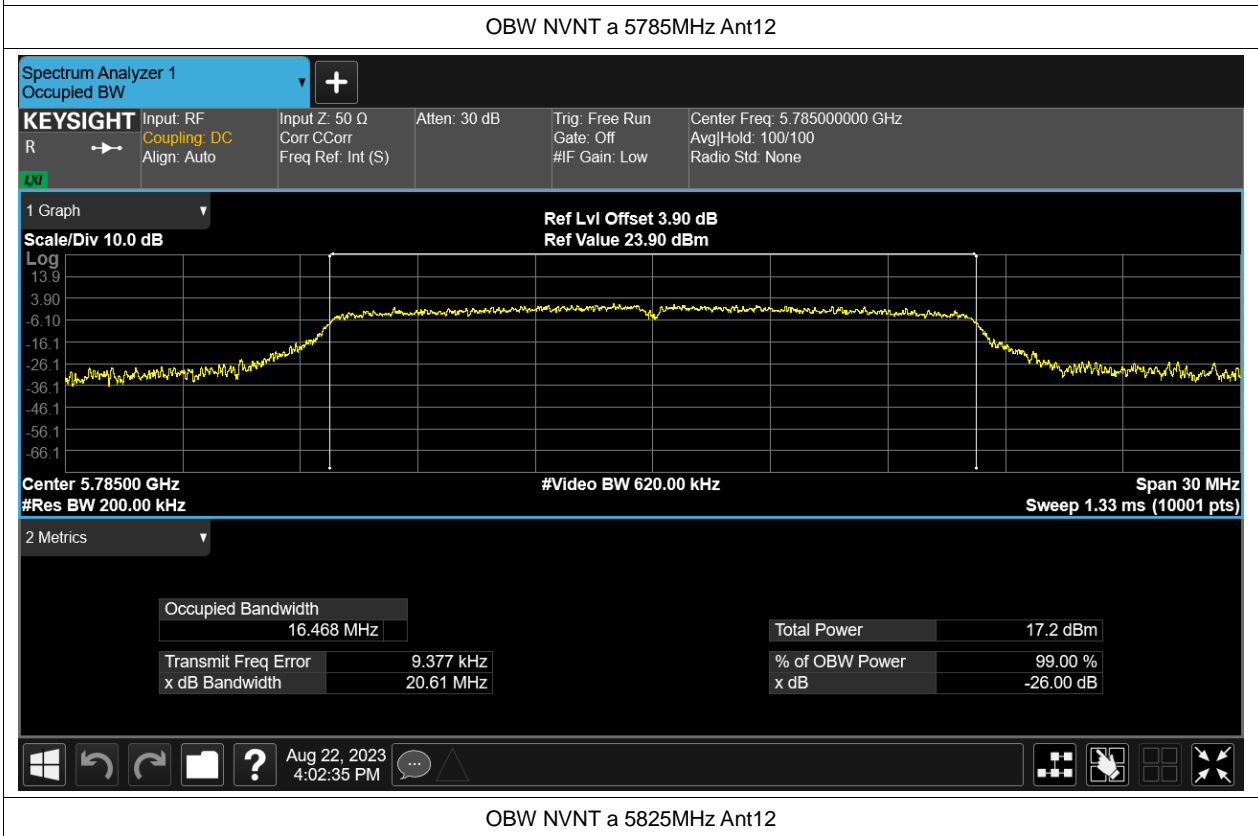 OBW NVNT a 5785MHz Ant12
Spectrum Analyzer 1
Occupied BW
KEYSIGHT
R
LXI
Input: RF
Coupling: DC
Align: Auto
Input Z: 50 Ω
Corr CCorr
Freq Ref: Int (S)
Atten: 30 dB
Trig: Free Run
Gate: Off
#IF Gain: Low
Center Freq: 5.785000000 GHz
Avg|Hold: 100/100
Radio Std: None
1 Graph
Scale/Div 10.0 dB
Ref Lvl Offset 3.90 dB
Ref Value 23.90 dBm
Log
13.9
3.90
-6.10
-16.1
-26.1
-36.1
-46.1
-56.1
-66.1
Center 5.78500 GHz
#Video BW 620.00 kHz
Span 30 MHz
#Res BW 200.00 kHz
Sweep 1.33 ms (10001 pts)
2 Metrics
Occupied Bandwidth
16.468 MHz
Total Power 17.2 dBm
Transmit Freq Error 9.377 kHz
% of OBW Power 99.00 %
x dB Bandwidth 20.61 MHz
x dB -26.00 dB
Aug 22, 2023
4:02:35 PM
OBW NVNT a 5825MHz Ant12